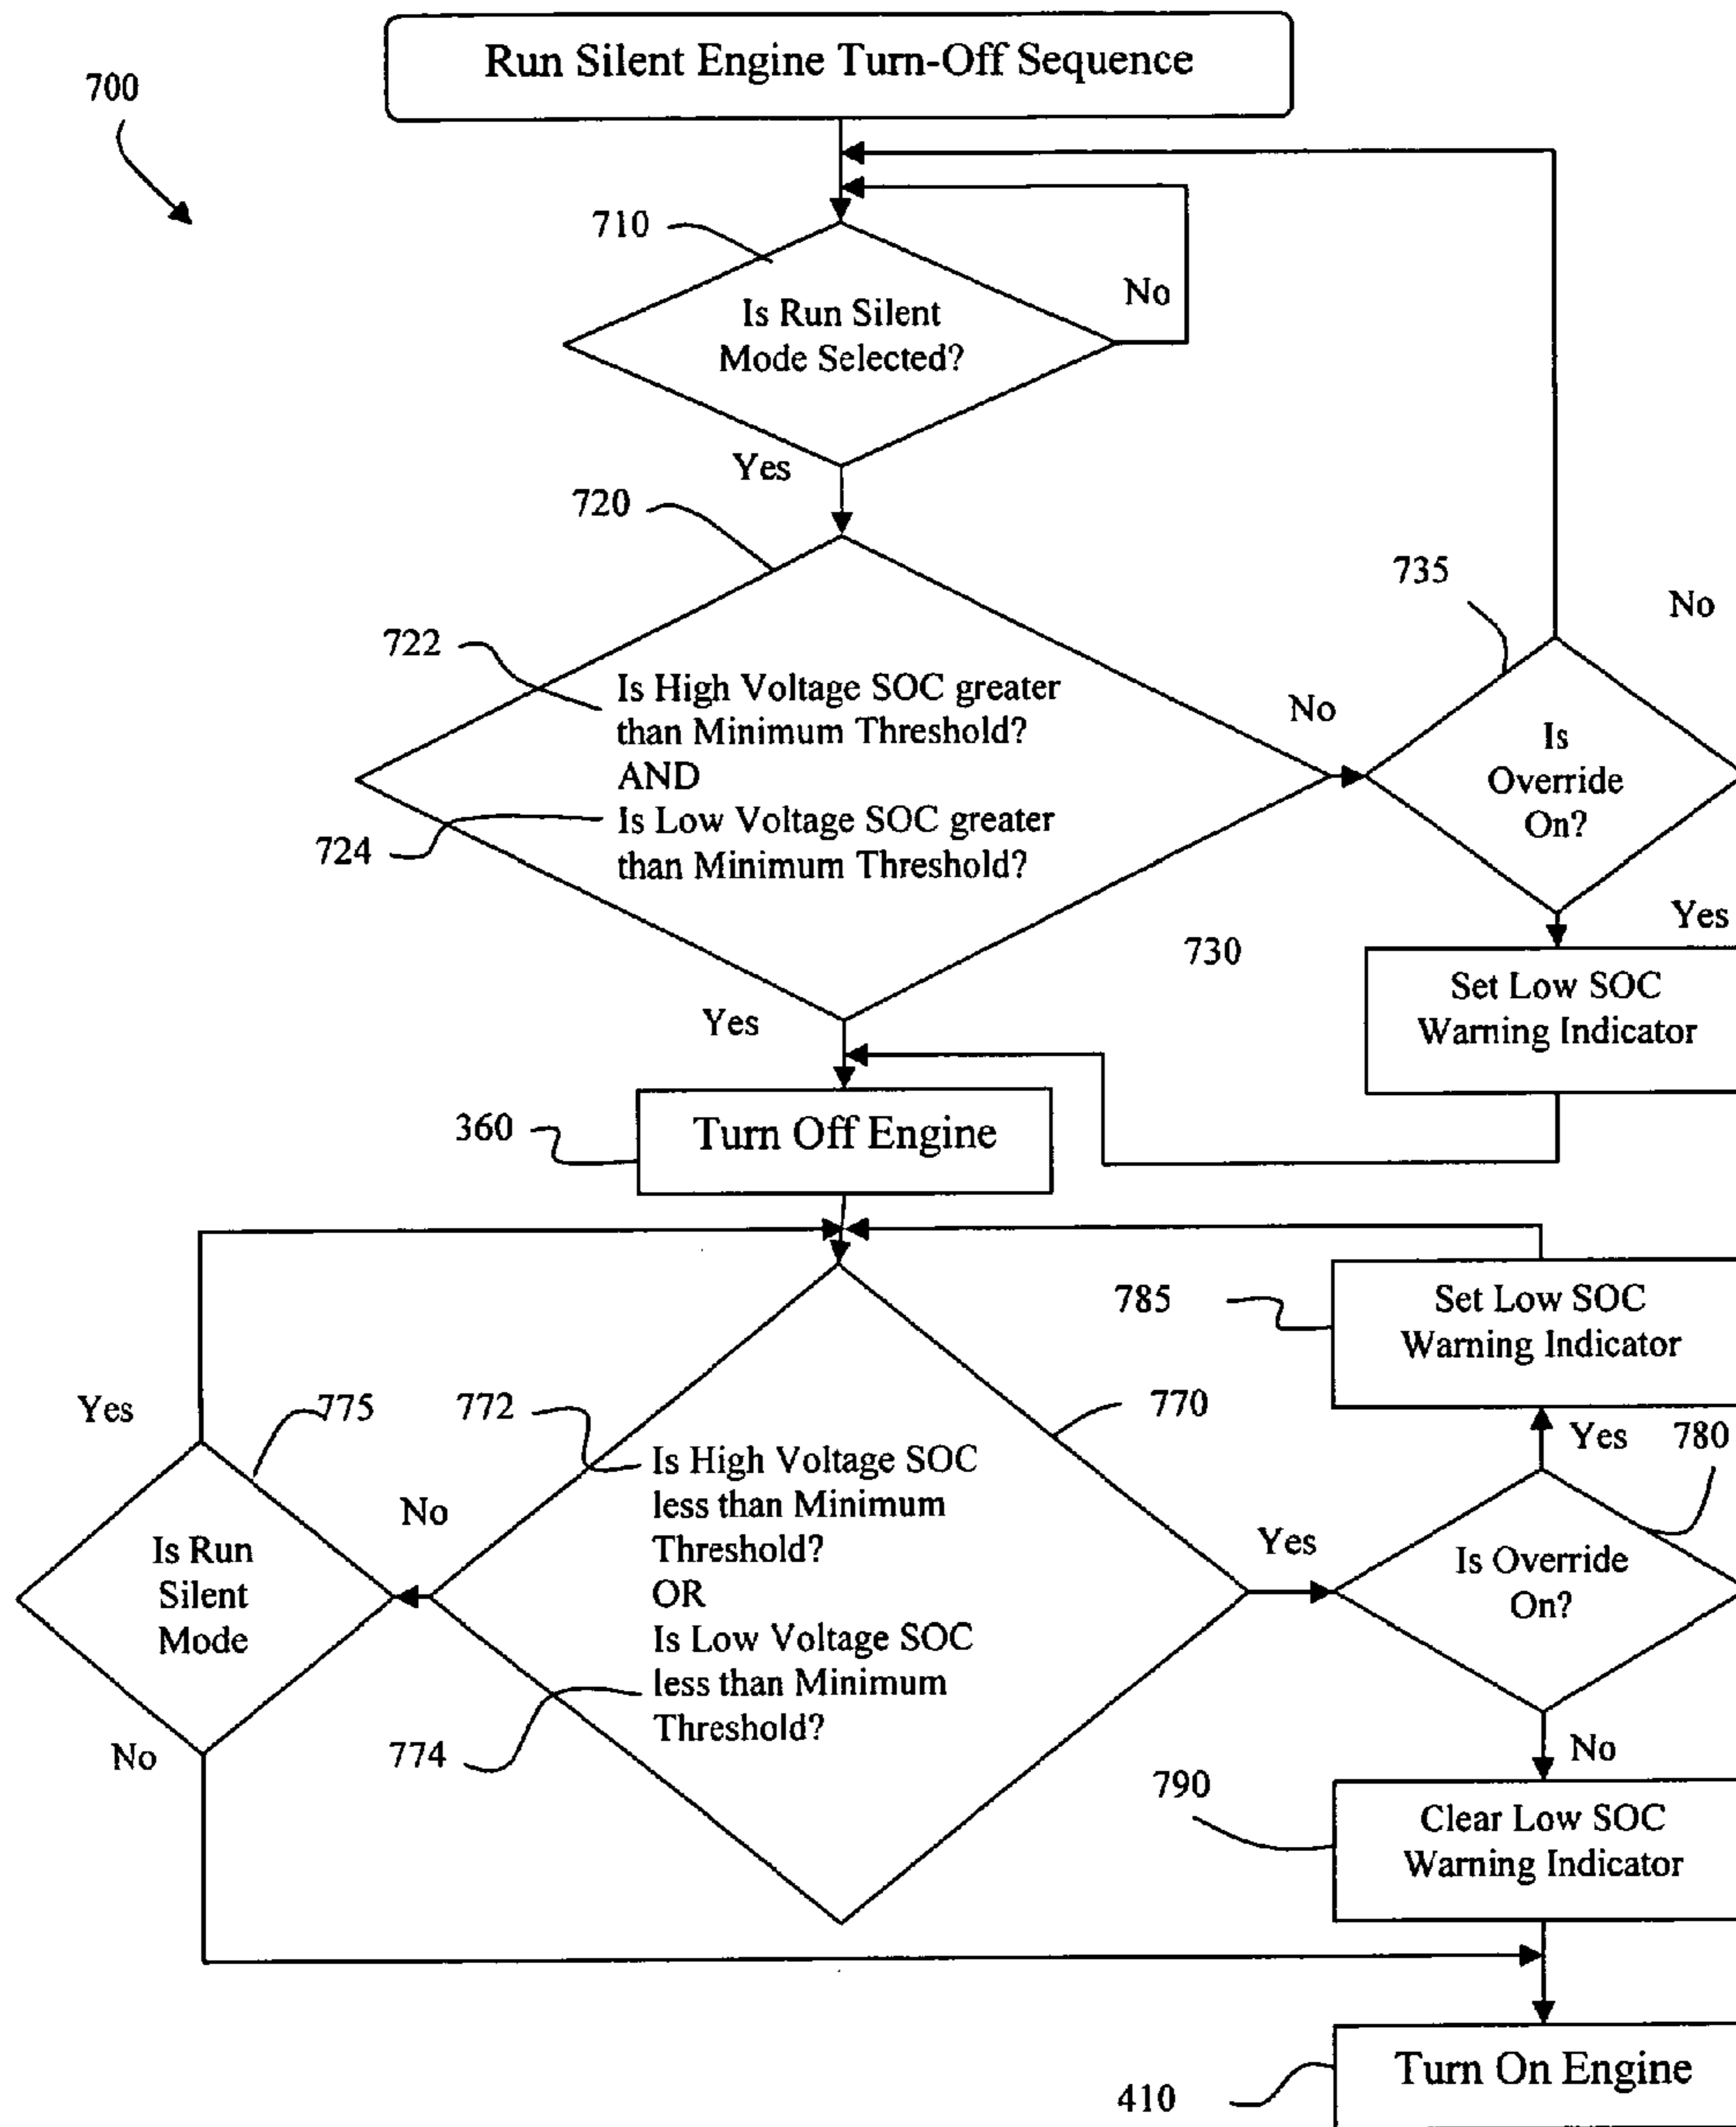 Run Silent Engine Turn-Off Sequence
700
710
Is Run Silent
Mode Selected?
No
Yes
720
722
Is High Voltage SOC greater
than Minimum Threshold?
AND
724
Is Low Voltage SOC greater
than Minimum Threshold?
No
735
No
Is
Override
On?
Yes
730
Set Low SOC
Warning Indicator
Yes
360
Turn Off Engine
785
Set Low SOC
Warning Indicator
Yes
775
772
770
Is High Voltage SOC
less than Minimum
Threshold?
OR
Is Low Voltage SOC
less than Minimum
Threshold?
774
No
Is Run
Silent
Mode
No
Yes
Yes
780
Is Override
On?
No
790
Clear Low SOC
Warning Indicator
410
Turn On Engine